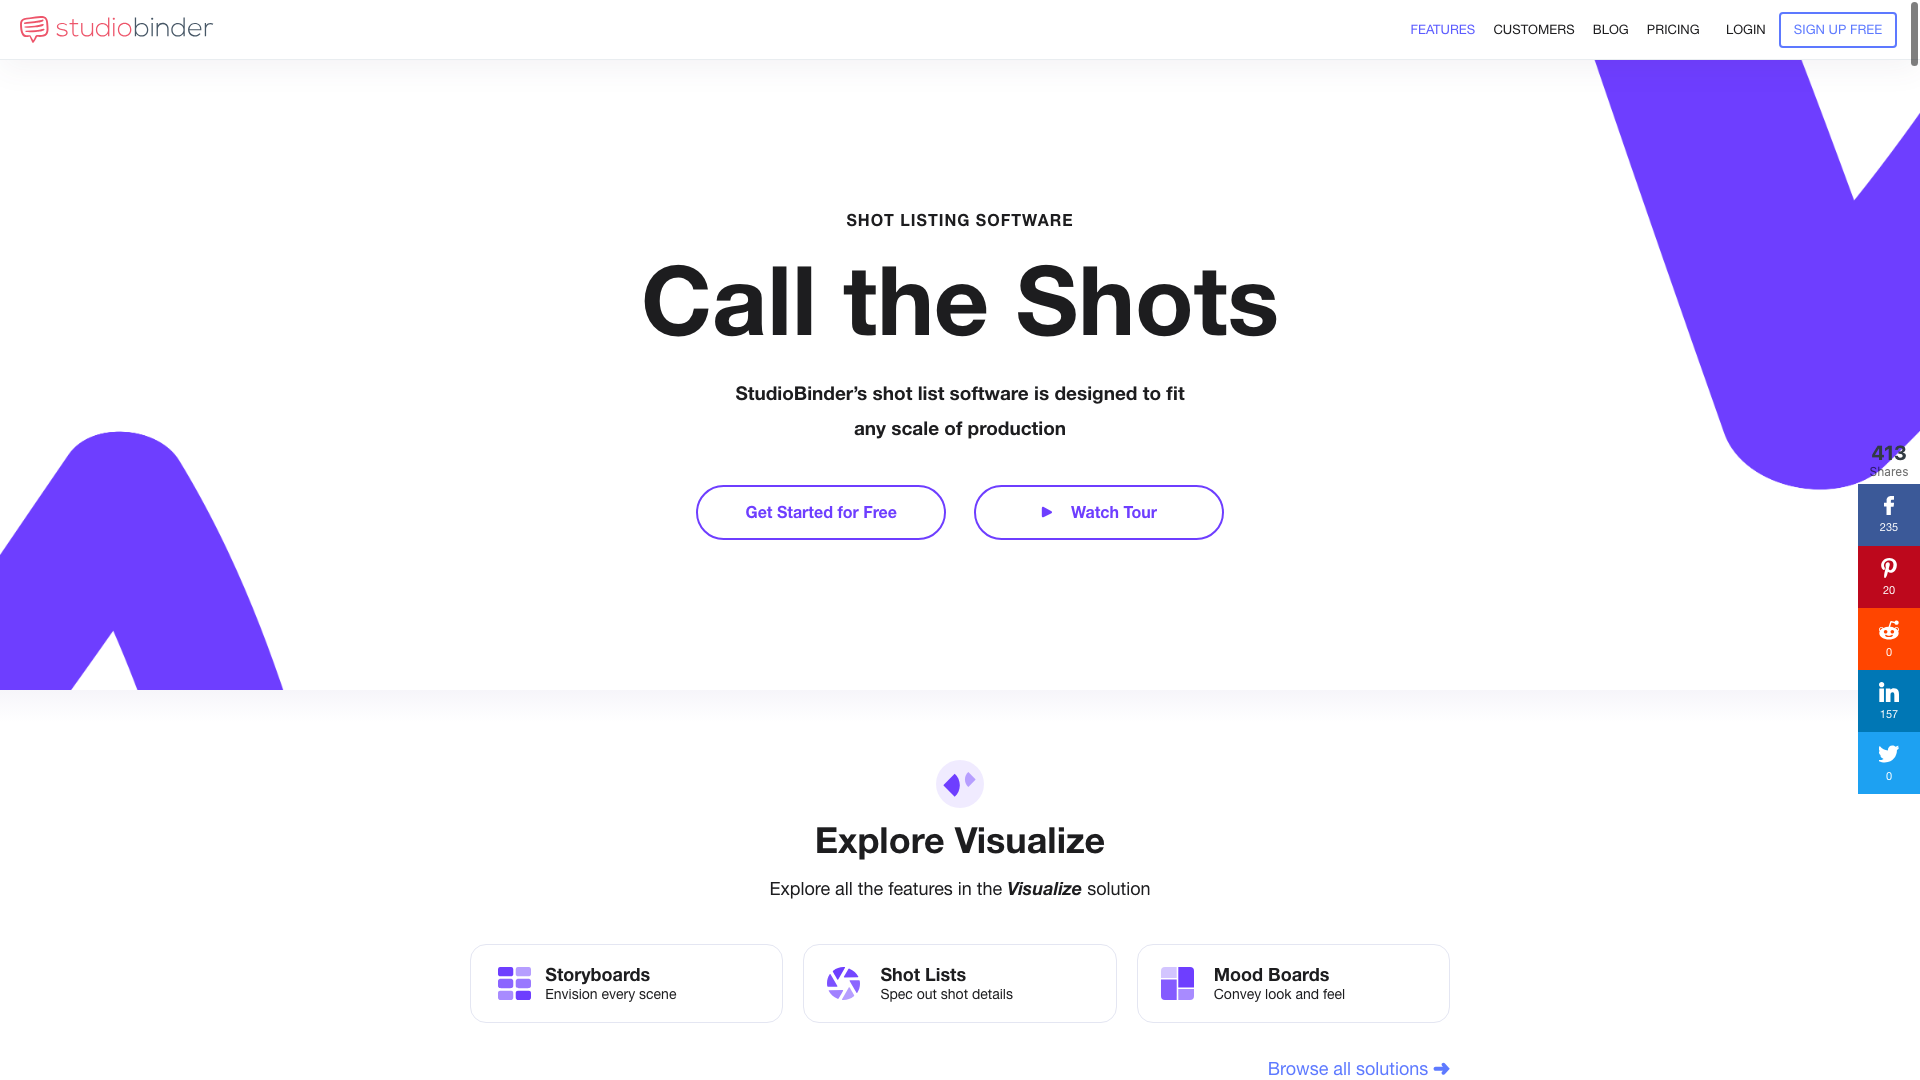 studiobinder
FEATURES CUSTOMERS BLOG PRICING LOGIN SIGN UP FREE
SHOT LISTING SOFTWARE
Call the Shots
StudioBinder’s shot list software is designed to fit
any scale of production
Get Started for Free
Watch Tour
413
Shares
235
20
0
157
0
Explore Visualize
Explore all the features in the Visualize solution
Storyboards
Envision every scene
Shot Lists
Spec out shot details
Mood Boards
Convey look and feel
Browse all solutions